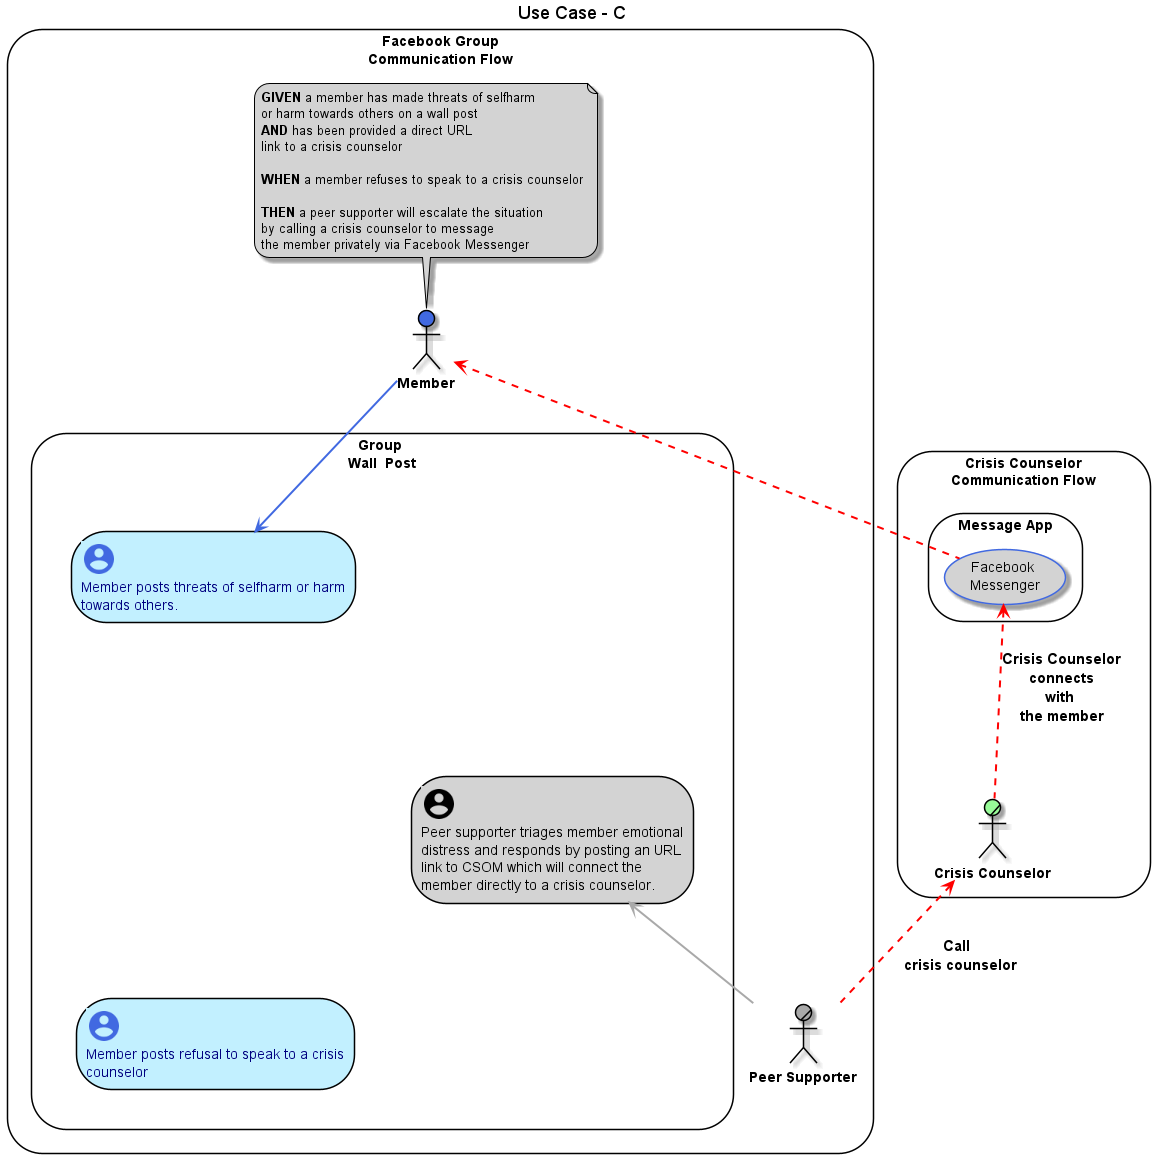 Use Case - C
Facebook Group
Communication Flow
GIVEN a member has made threats of selfharm
or harm towards others on a wall post
AND has been provided a direct URL
link to a crisis counselor
WHEN a member refuses to speak to a crisis counselor
THEN a peer supporter will escalate the situation
by calling a crisis counselor to message
the member privately via Facebook Messenger
Member
Group
Wall Post
Member posts threats of selfharm or harm
towards others.
Crisis Counselor
Communication Flow
Message App
Facebook
Messenger
Crisis Counselor
connects
with
the member
Peer supporter triages member emotional
distress and responds by posting an URL
link to CSOM which will connect the
member directly to a crisis counselor.
Crisis Counselor
Call
crisis counselor
Member posts refusal to speak to a crisis
counselor
Peer Supporter